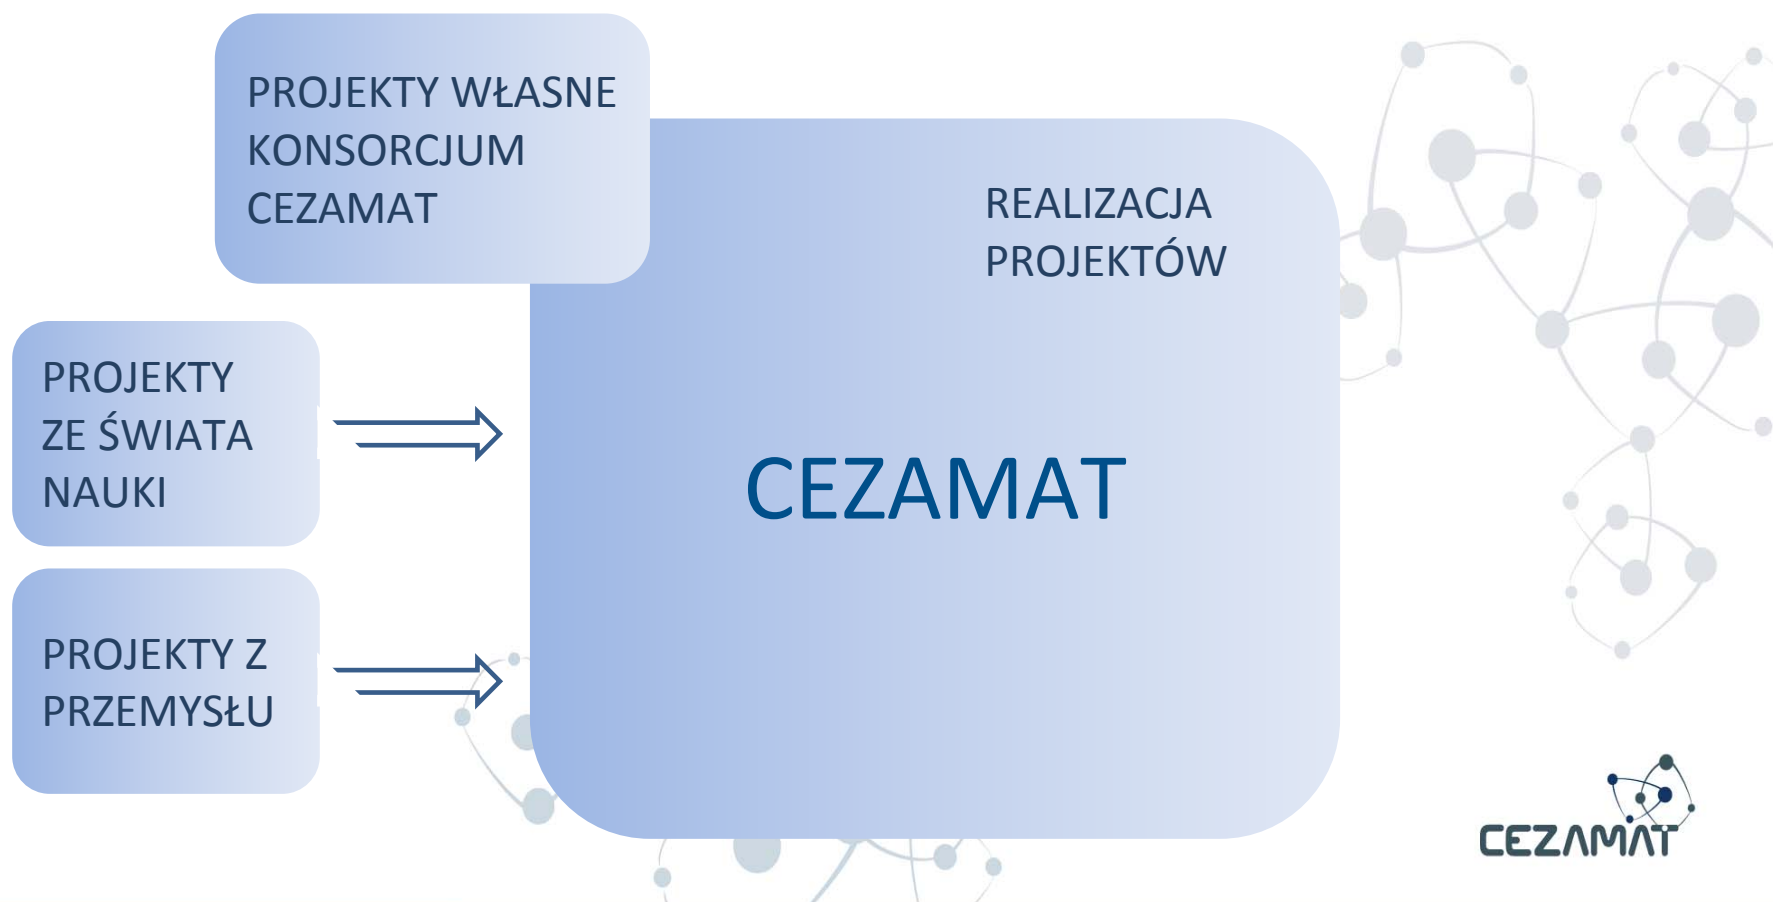 PROJEKTY WŁASNE
KONSORCJUM
CEZAMAT
REALIZACJA
PROJEKTÓW
PROJEKTY
ZE ŚWIATA
NAUKI
CEZAMAT
PROJEKTY Z
PRZEMYSŁU
CEZAMAT